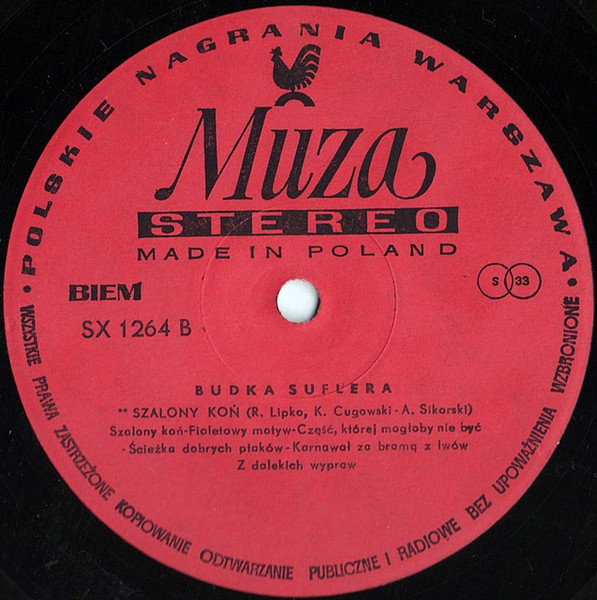 • POLSKIE NAGRANIA WARSZAWA •
Muza
STEREO
MADE IN POLAND
BIEM
S 33
SX 1264 B
BUDKA SUFLERA
** SZALONY KOŃ (R. Lipko, K. Cugowski - A. Sikorski)
Szalony koń-Fioletowy motyw-Część, której mogłoby nie być
-Ścieżka dobrych ptaków-Karnawał za bramą z lwów
Z dalekich wypraw
WSZYSTKIE PRAWA ZASTRZEŻONE KOPIOWANIE ODTWARZANIE PUBLICZNE I RADIOWE BEZ UPOWAŻNIENIA WZBRONIONE